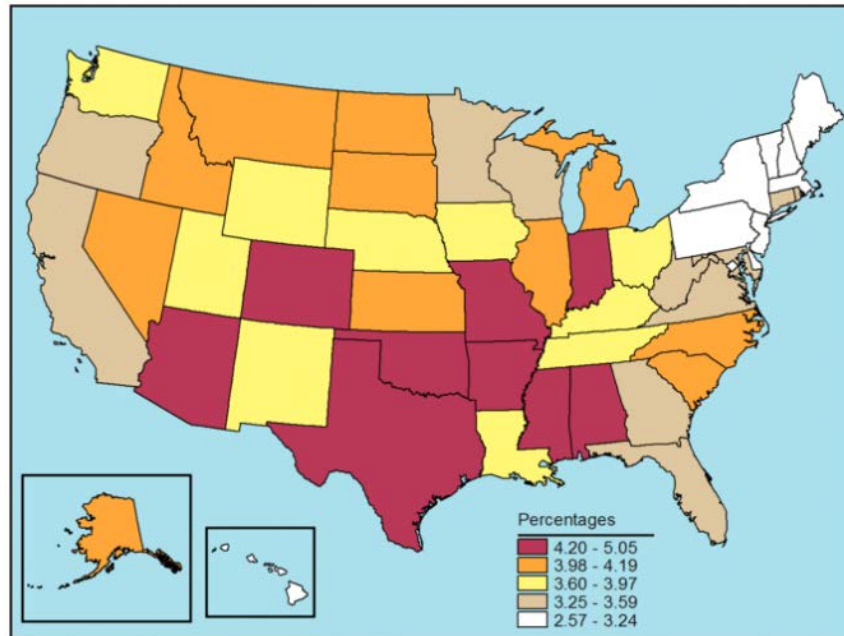 Percentages
4.20 - 5.05
3.98 - 4.19
3.60 - 3.97
3.25 - 3.59
2.57 - 3.24